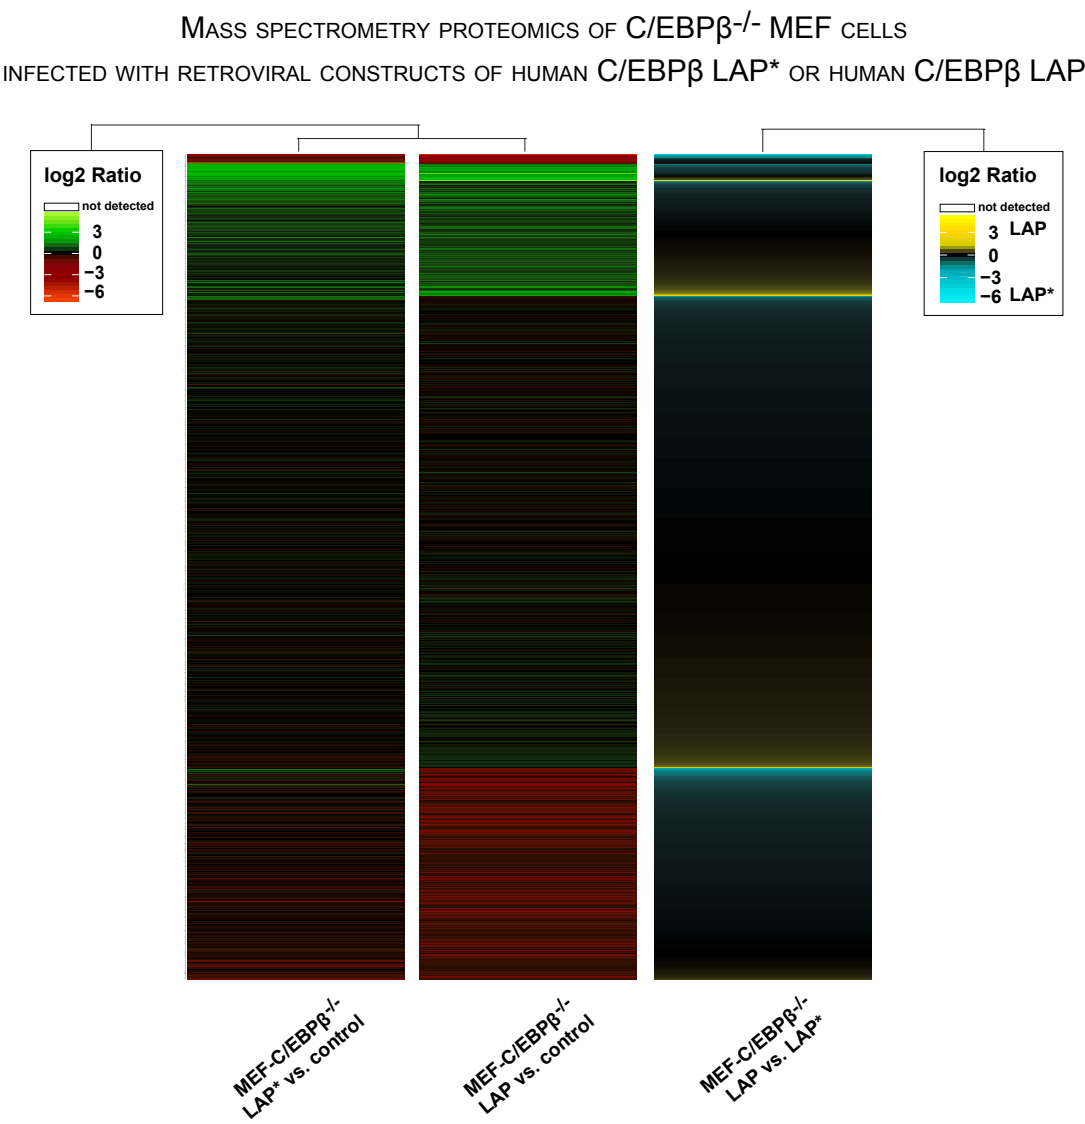 Mass spectrometry proteomics of C/EBPβ-/- MEF cells
infected with retroviral constructs of human C/EBPβ LAP* or human C/EBPβ LAP
log2 Ratio
not detected
3
0
−3
−6
log2 Ratio
not detected
3 LAP
0
−3
−6 LAP*
MEF-C/EBPβ-/-
LAP* vs. control
MEF-C/EBPβ-/-
LAP vs. control
MEF-C/EBPβ-/-
LAP vs. LAP*